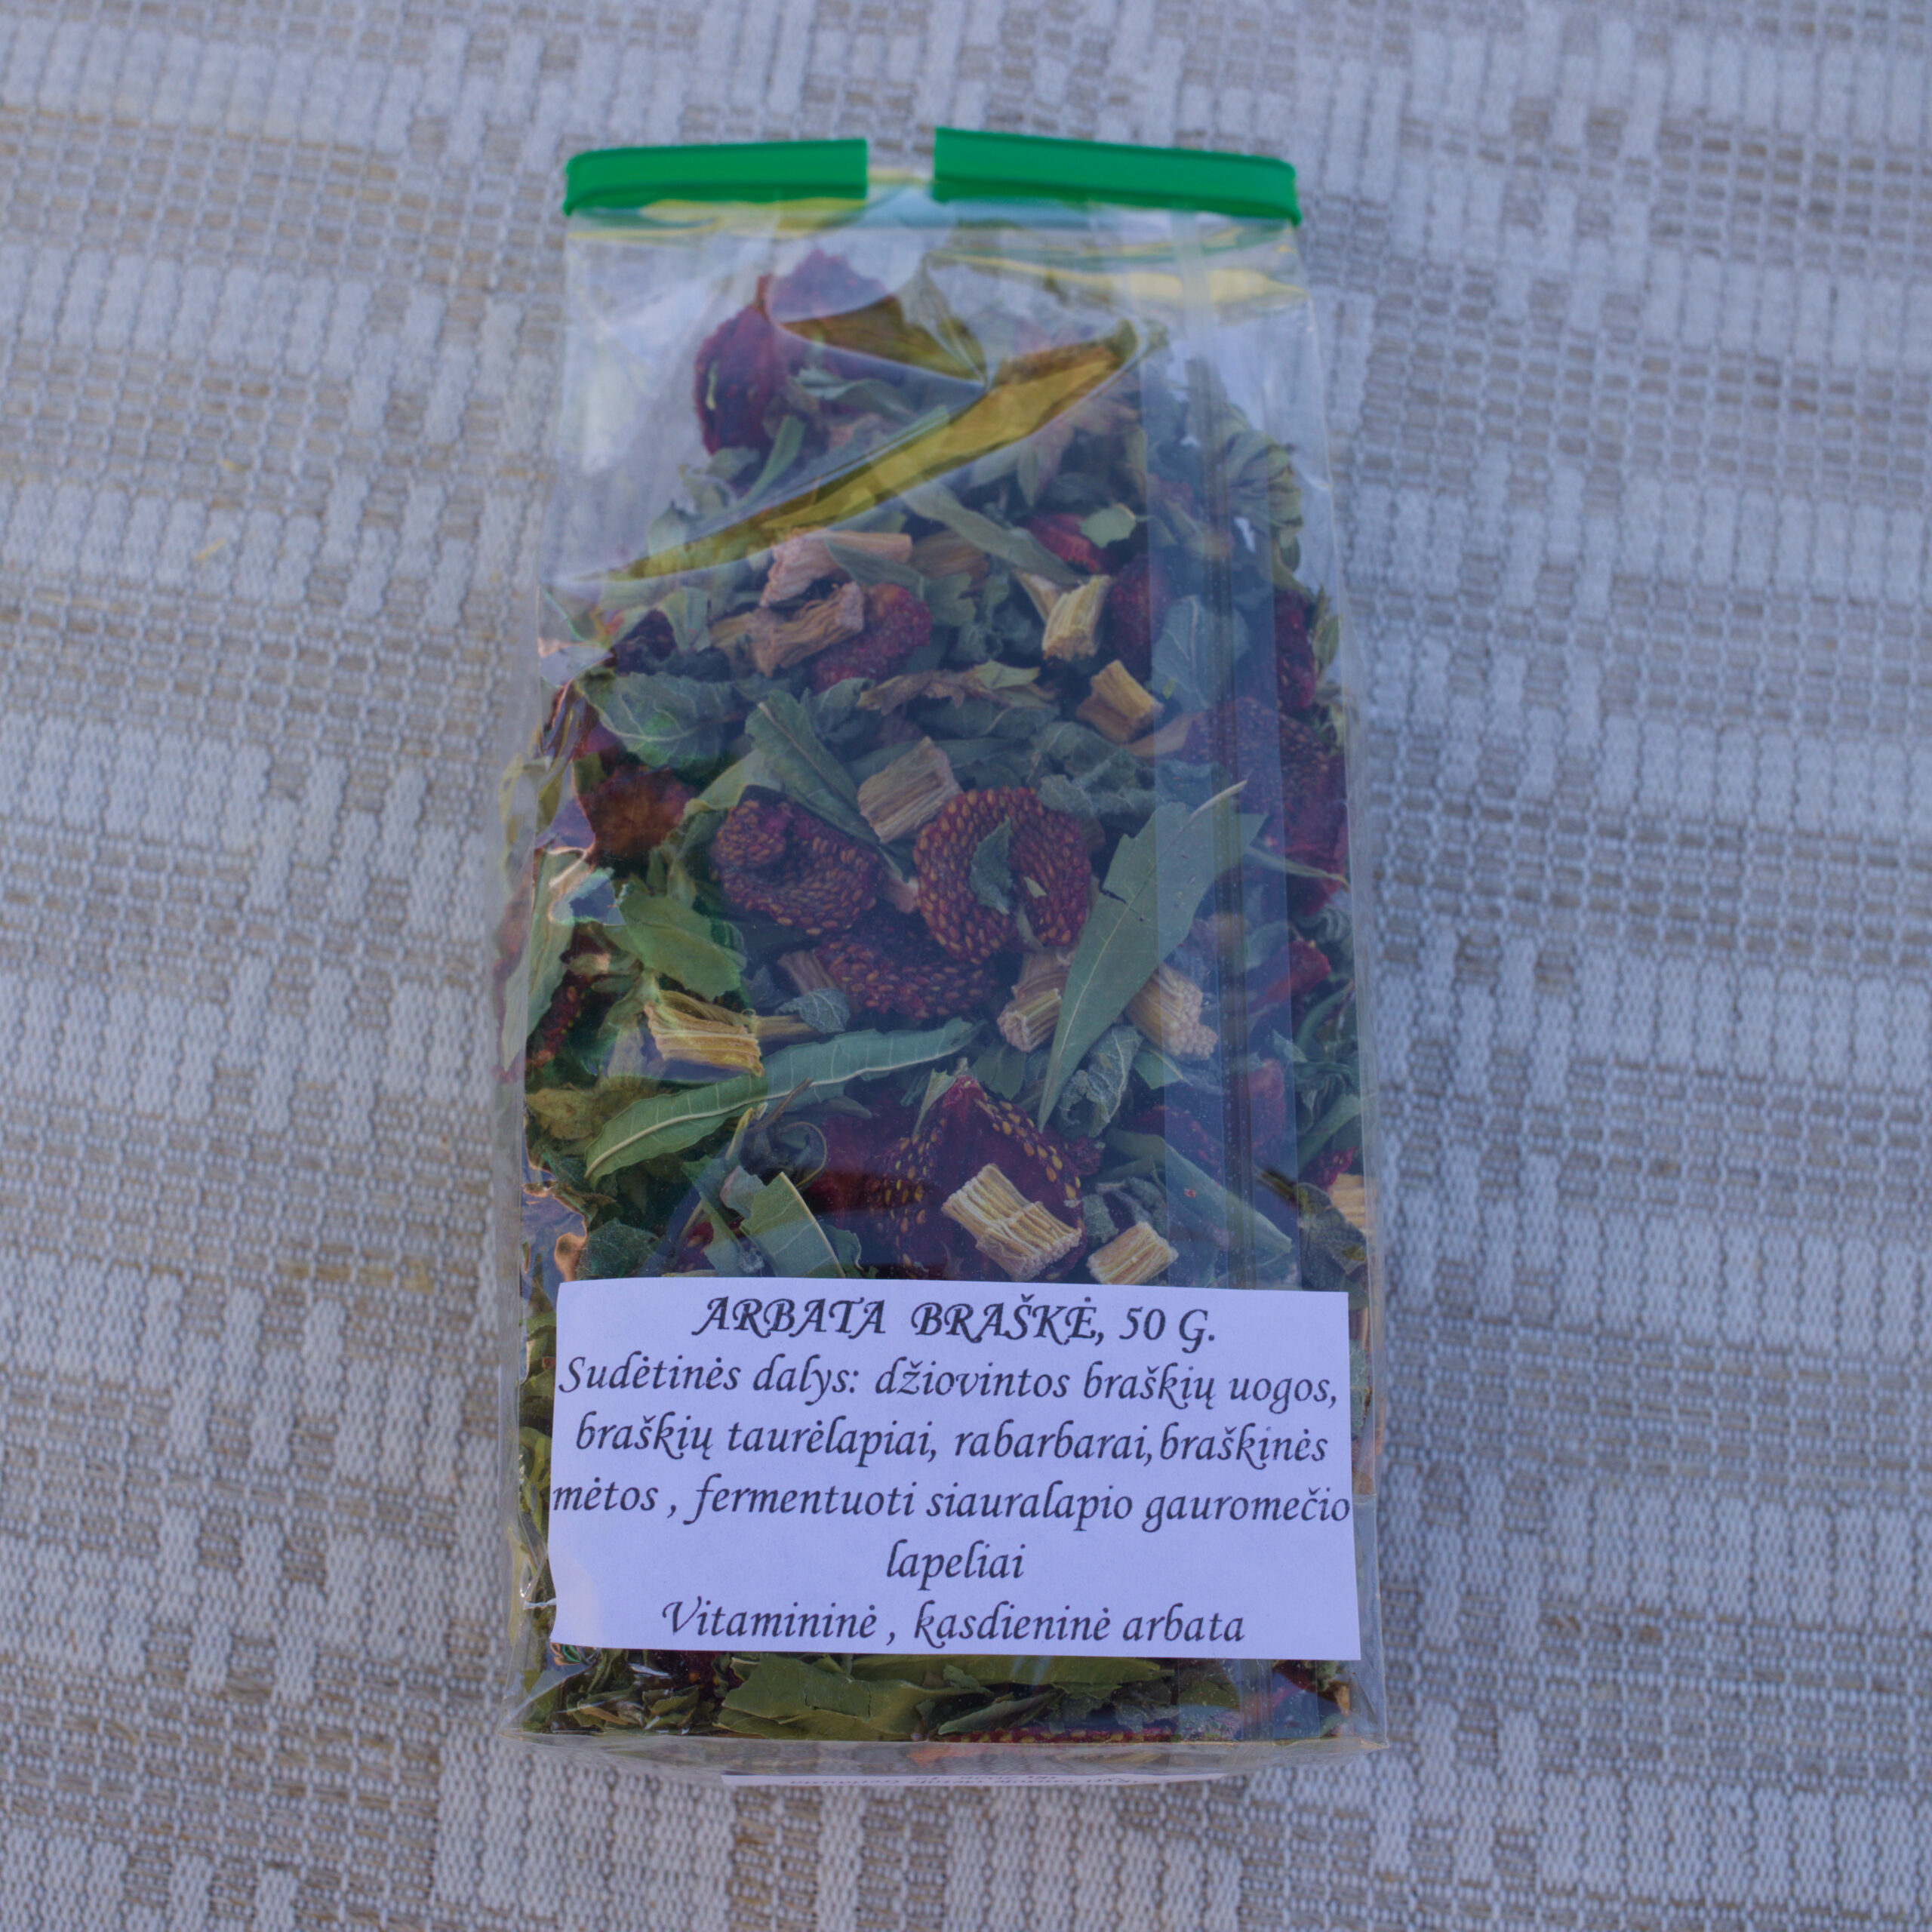 ARBATA BRAŠKĖ, 50 G.
Sudėtinės dalys: džiovintos braškių uogos,
braškių taurėlapiai, rabarbarai,braškinės
mėtos , fermentuoti siauralapio gauromečio
lapeliai
Vitamininė , kasdieninė arbata